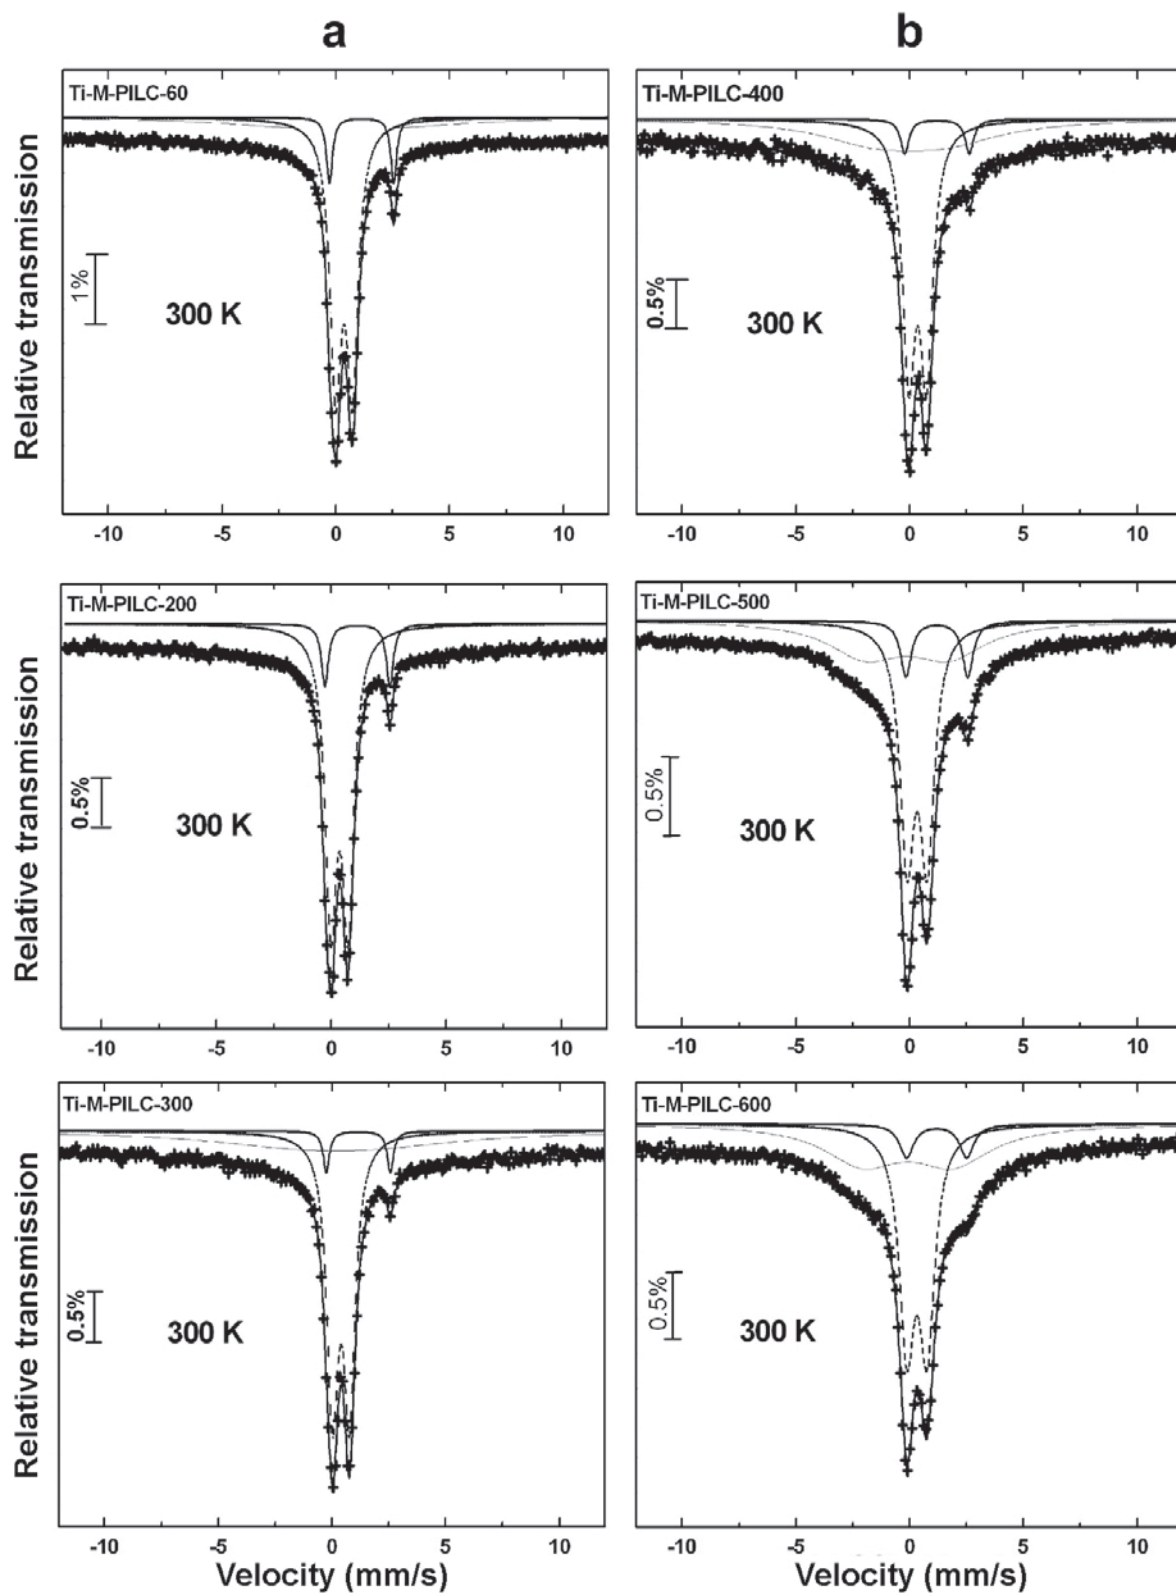 a
b
Ti-M-PILC-60
Relative transmission
1%
300 K
-10 -5 0 5 10
Ti-M-PILC-400
0.5%
300 K
-10 -5 0 5 10
Ti-M-PILC-200
Relative transmission
0.5%
300 K
-10 -5 0 5 10
Ti-M-PILC-500
0.5%
300 K
-10 -5 0 5 10
Ti-M-PILC-300
Relative transmission
0.5%
300 K
-10 -5 0 5 10
Velocity (mm/s)
Ti-M-PILC-600
0.5%
300 K
-10 -5 0 5 10
Velocity (mm/s)